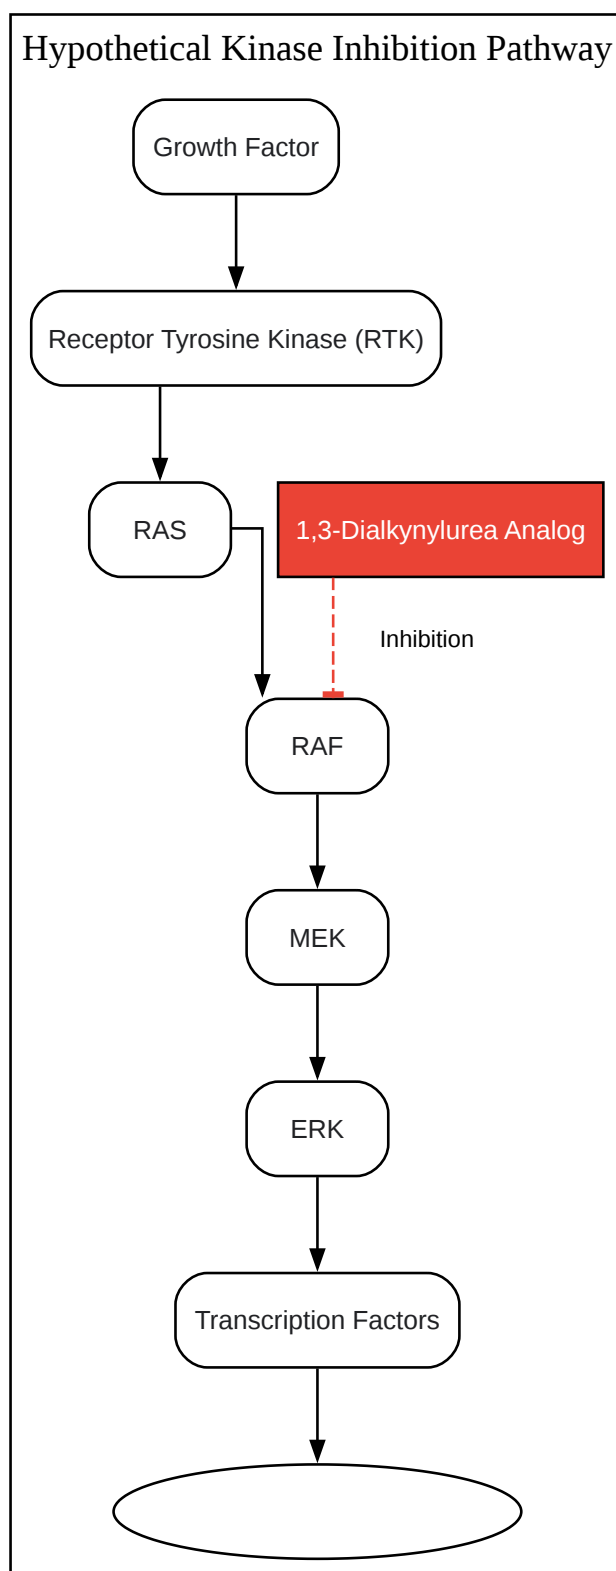 Hypothetical Kinase Inhibition Pathway
Growth Factor
Receptor Tyrosine Kinase (RTK)
RAS
1,3-Dialkynylurea Analog
Inhibition
RAF
MEK
ERK
Transcription Factors